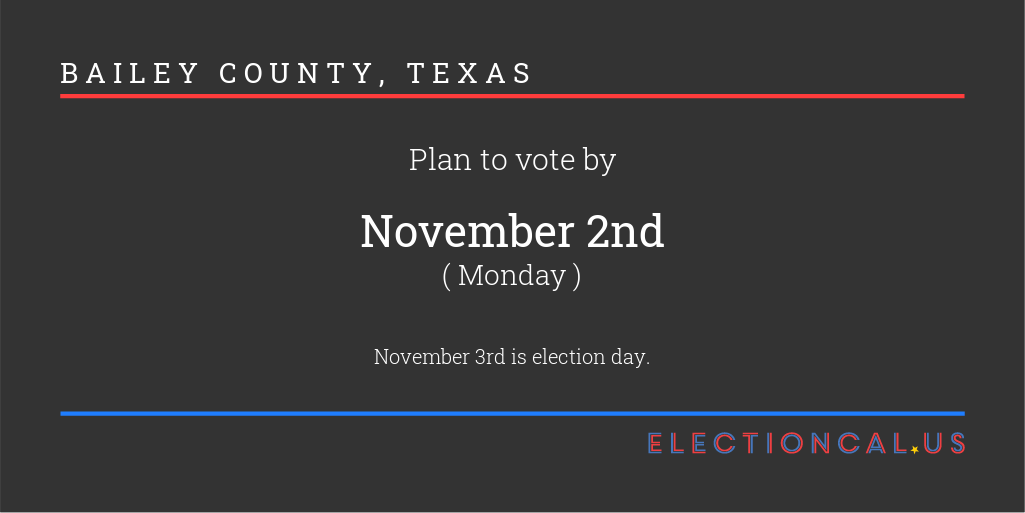 BAILEY COUNTY, TEXAS
Plan to vote by
November 2nd
( Monday )
November 3rd is election day.
ELECTIONCAL.US